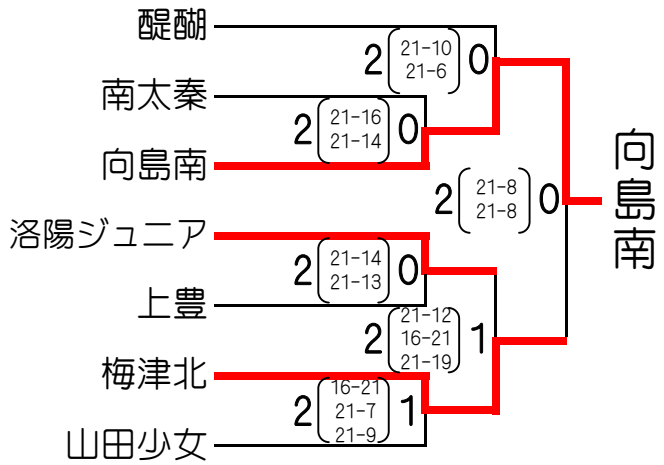 醍醐
2 21-10 0
21-6
南太秦
2 21-16 0
21-14
向島南
2 21-8 0
21-8
向島南
洛陽ジュニア
2 21-14 0
21-13
上豊
2 21-12 1
16-21
21-19
梅津北
2 16-21 1
21-7
21-9
山田少女